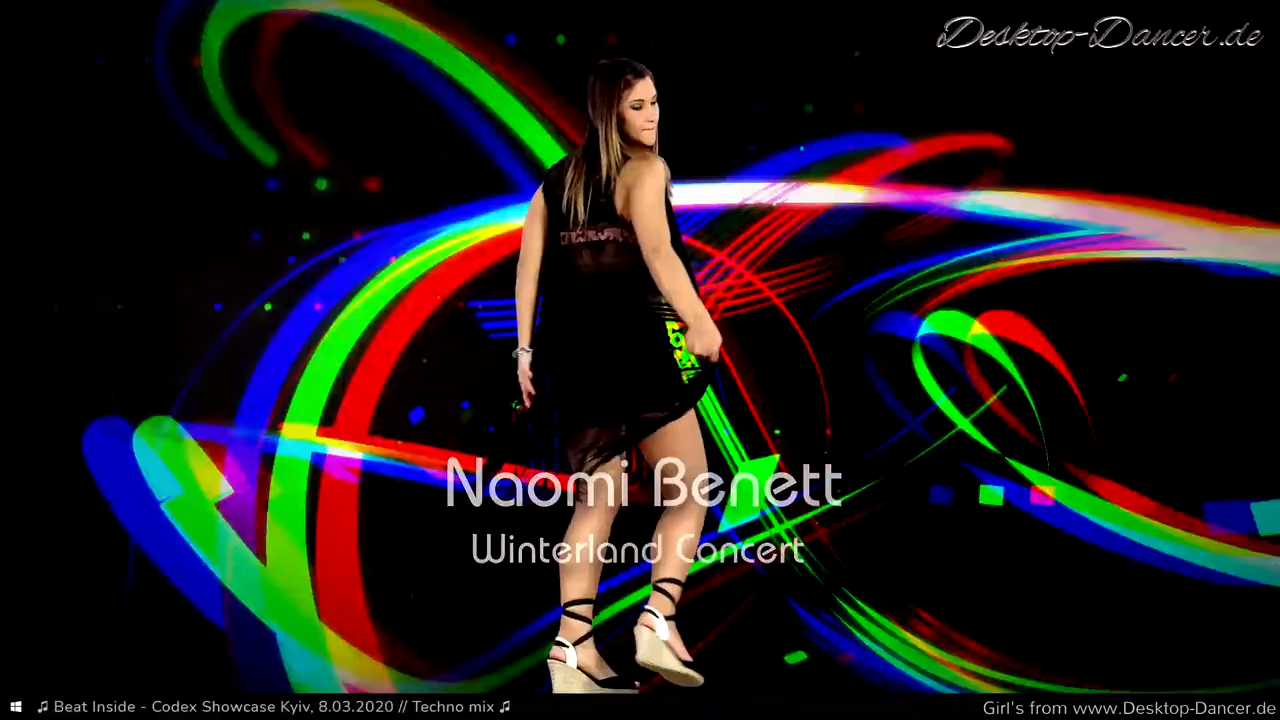 Desktop-Dancer.de
Naomi Benett
Winterland Concert
♫ Beat Inside - Codex Showcase Kyiv, 8.03.2020 // Techno mix ♫
Girl's from www.Desktop-Dancer.de